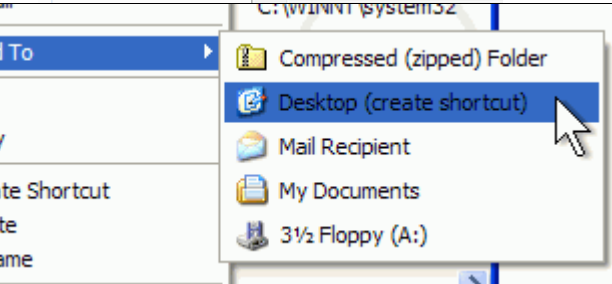 C:\WINNT\system32
d To
Compressed (zipped) Folder
Desktop (create shortcut)
Mail Recipient
My Documents
3½ Floppy (A:)
y
te Shortcut
te
ame